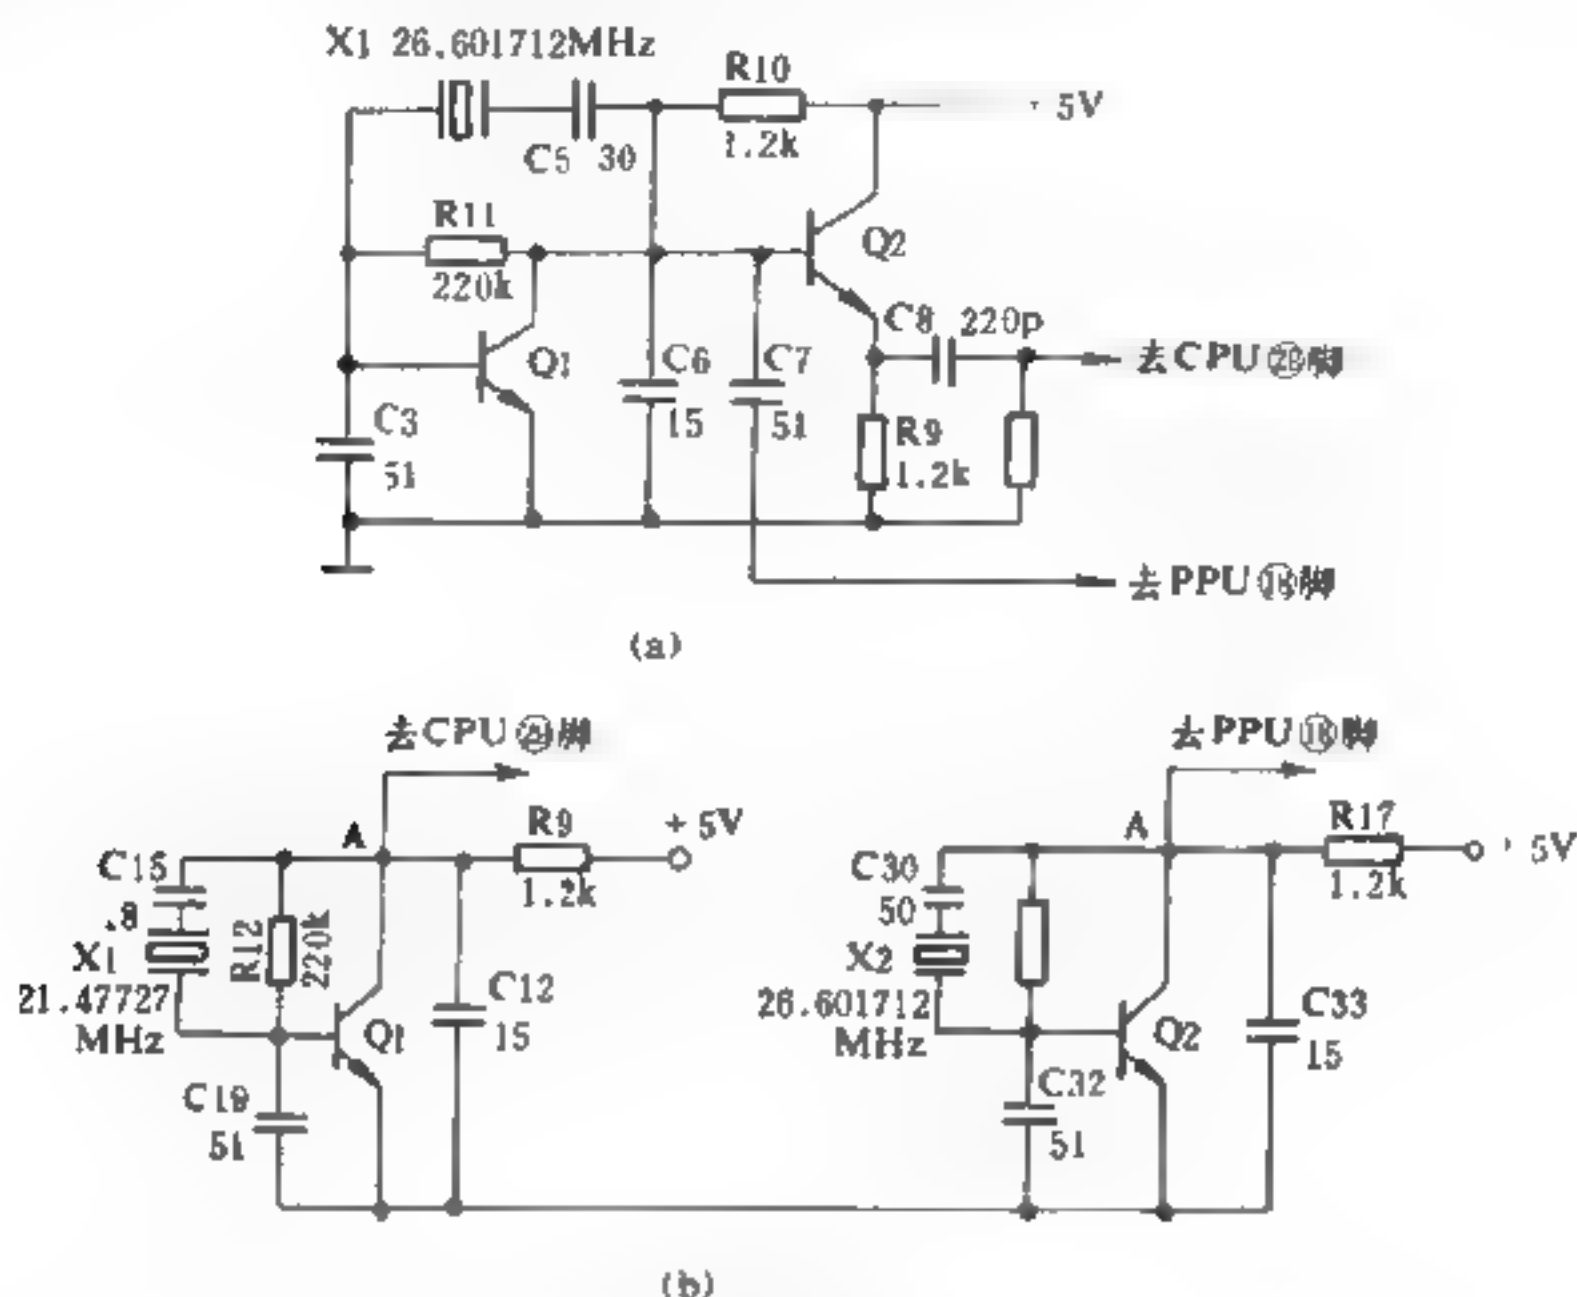 X1 26.601712MHz
R10
1.2k
5V
C5 30
R11
220k
Q2
C8 220p
去CPU 脚
Q1
C6
15
C7
51
C3
51
R9
1.2k
去PPU⑱脚
(a)
去CPU㉙脚
去PPU⑱脚
A
R9
+5V
1.2k
C15
X1
21.47727
MHz
R12
220k
C12
15
Q1
C19
51
A
R17
5V
1.2k
C30
50
X2
26.601712
MHz
Q2
C33
15
C32
51
(b)